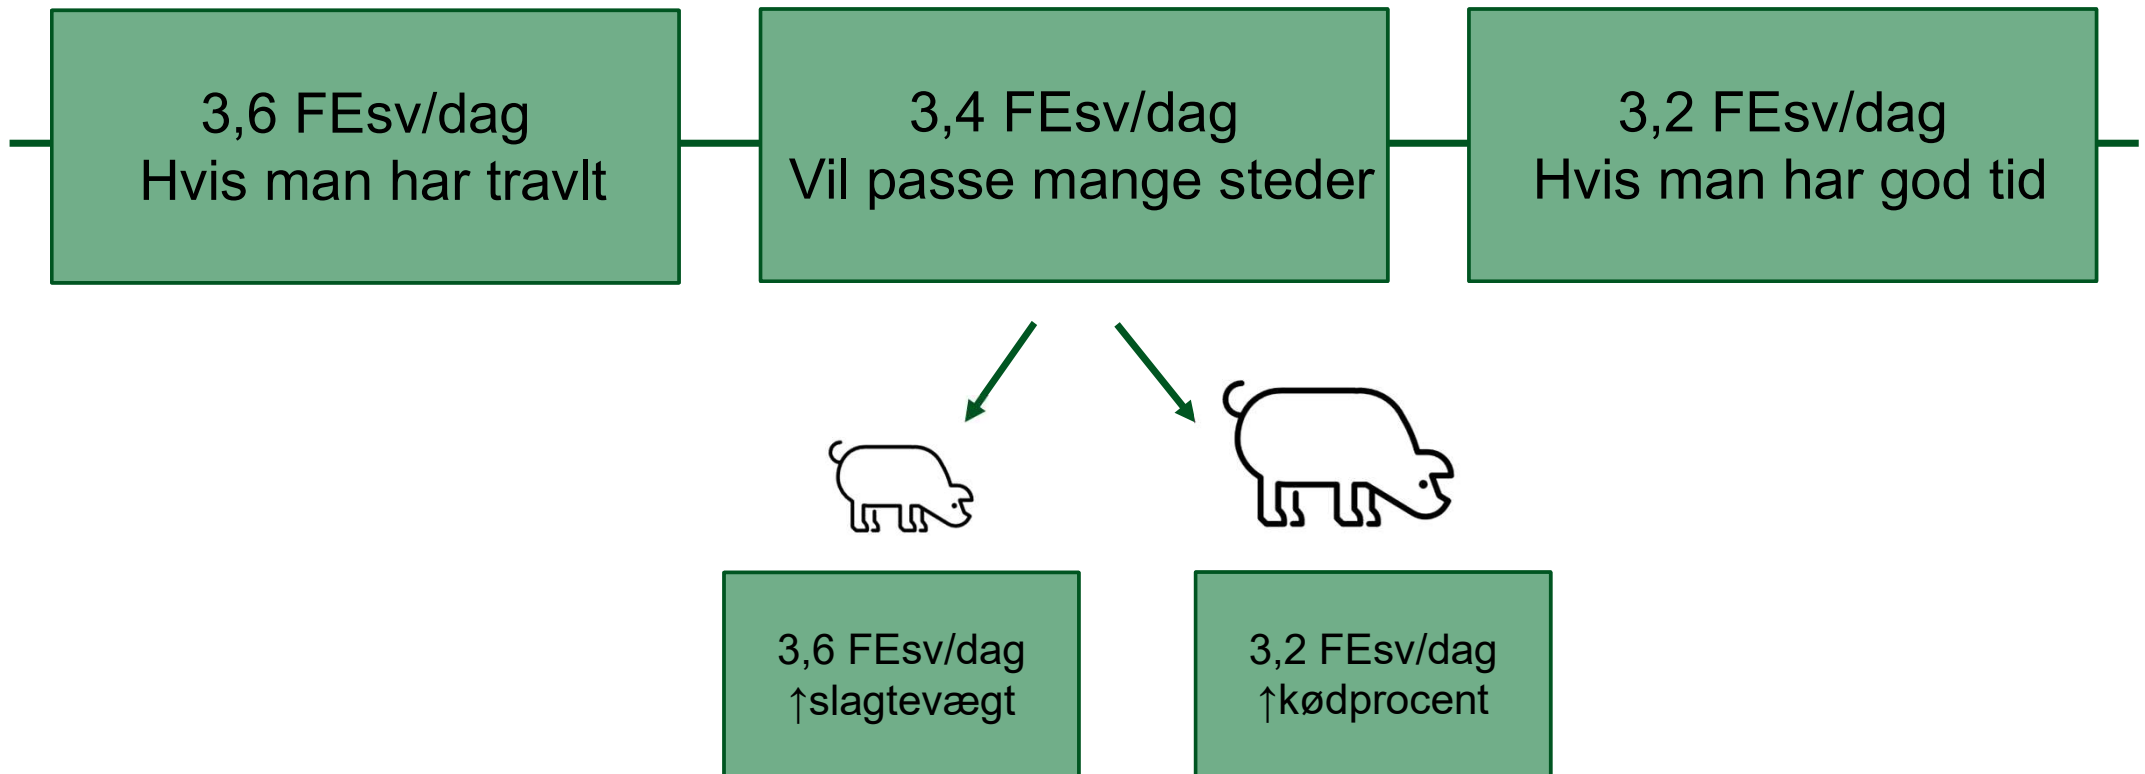 3,6 FEsv/dag
Hvis man har travlt
3,4 FEsv/dag
Vil passe mange steder
3,2 FEsv/dag
Hvis man har god tid
3,6 FEsv/dag
↑slagtevægt
3,2 FEsv/dag
↑kødprocent